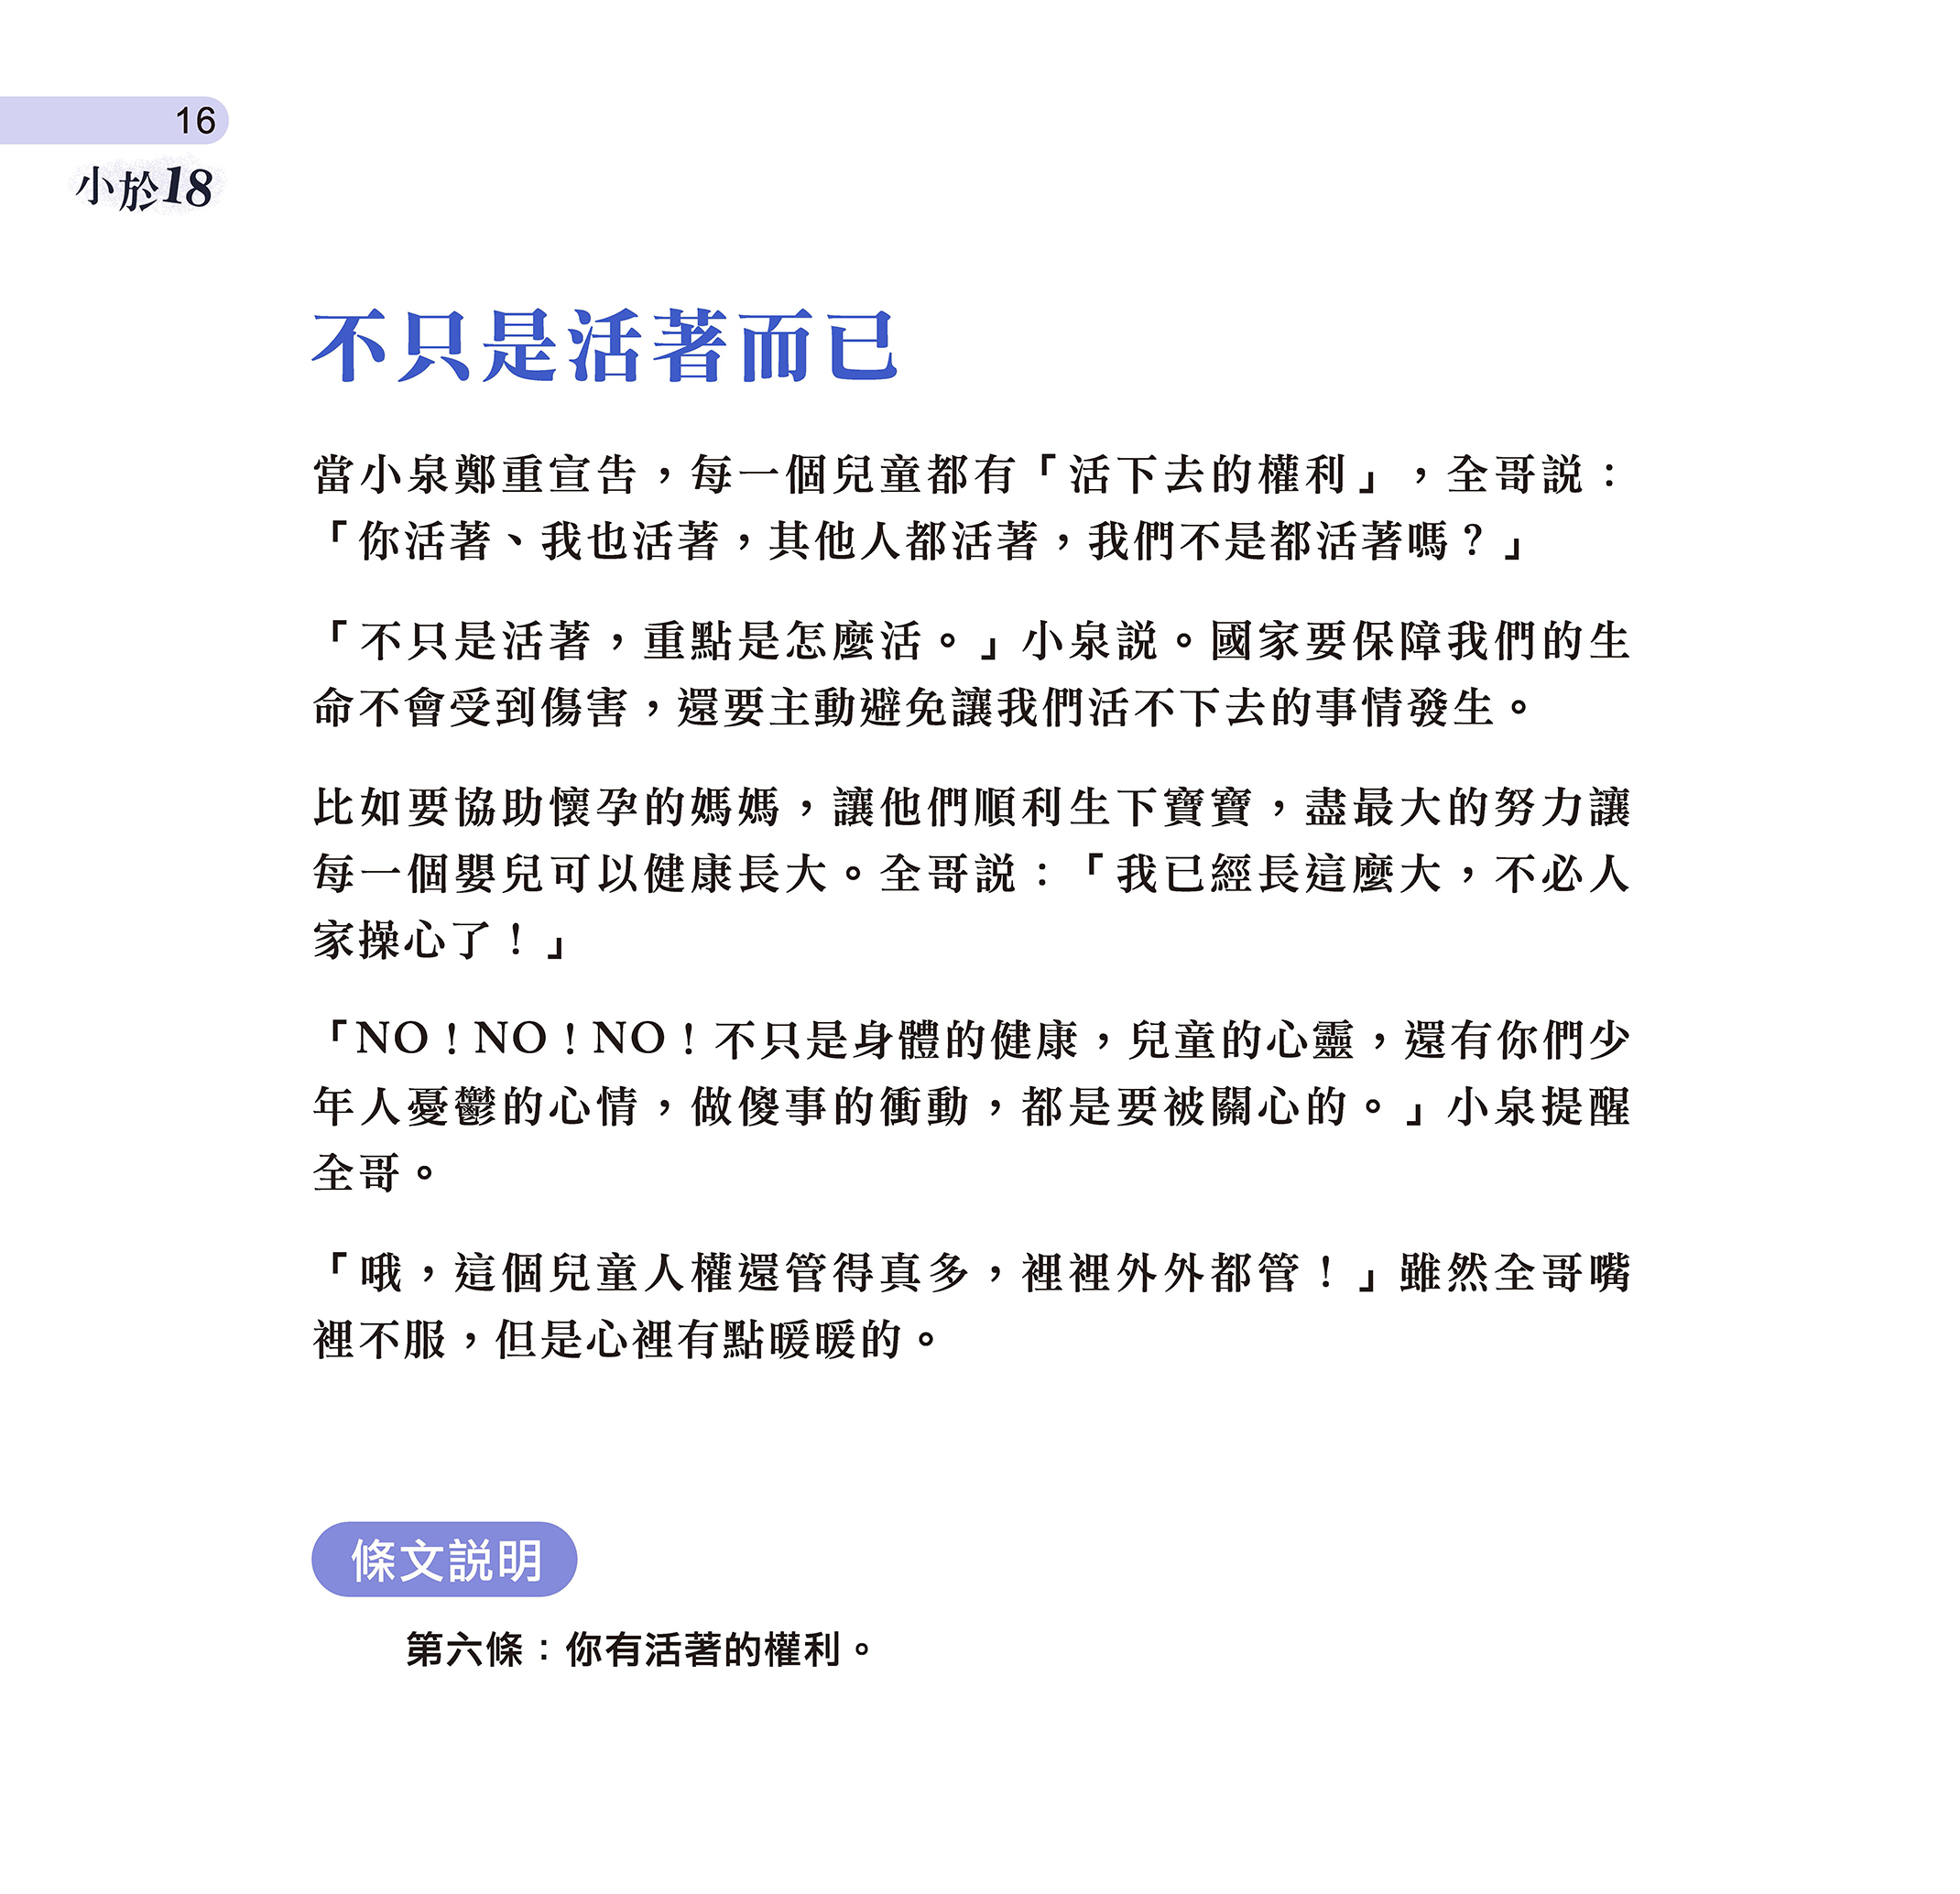 16
小於18
不只是活著而已
當小泉鄭重宣告，每一個兒童都有「活下去的權利」，全哥説：
「你活著、我也活著，其他人都活著，我們不是都活著嗎？」
「不只是活著，重點是怎麼活。」小泉説。國家要保障我們的生
命不會受到傷害，還要主動避免讓我們活不下去的事情發生。
比如要協助懷孕的媽媽，讓他們順利生下寶寶，盡最大的努力讓
每一個嬰兒可以健康長大。全哥説：「我已經長這麼大，不必人
家操心了！」
「NO！NO！NO！不只是身體的健康，兒童的心靈，還有你們少
年人憂鬱的心情，做傻事的衝動，都是要被關心的。」小泉提醒
全哥。
「哦，這個兒童人權還管得真多，裡裡外外都管！」雖然全哥嘴
裡不服，但是心裡有點暖暖的。
條文説明
第六條：你有活著的權利。